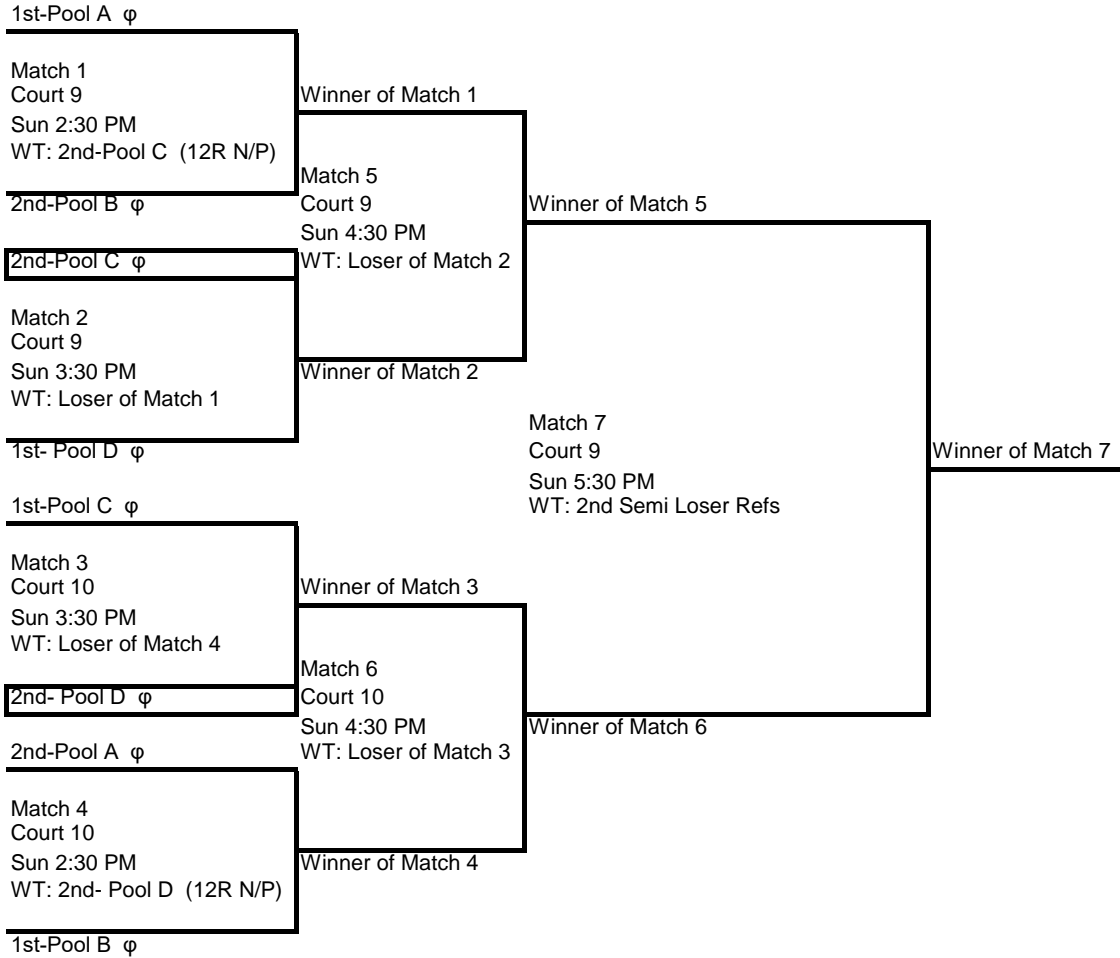 1st-Pool A φ
Match 1
Court 9
Sun 2:30 PM
WT: 2nd-Pool C (12R N/P)
2nd-Pool B φ
2nd-Pool C φ
Match 2
Court 9
Sun 3:30 PM
WT: Loser of Match 1
1st- Pool D φ
1st-Pool C φ
Match 3
Court 10
Sun 3:30 PM
WT: Loser of Match 4
2nd- Pool D φ
2nd-Pool A φ
Match 4
Court 10
Sun 2:30 PM
WT: 2nd- Pool D (12R N/P)
1st-Pool B φ
Winner of Match 1
Match 5
Court 9
Sun 4:30 PM
WT: Loser of Match 2
Winner of Match 2
Winner of Match 3
Match 6
Court 10
Sun 4:30 PM
WT: Loser of Match 3
Winner of Match 4
Winner of Match 5
Match 7
Court 9
Sun 5:30 PM
WT: 2nd Semi Loser Refs
Winner of Match 6
Winner of Match 7